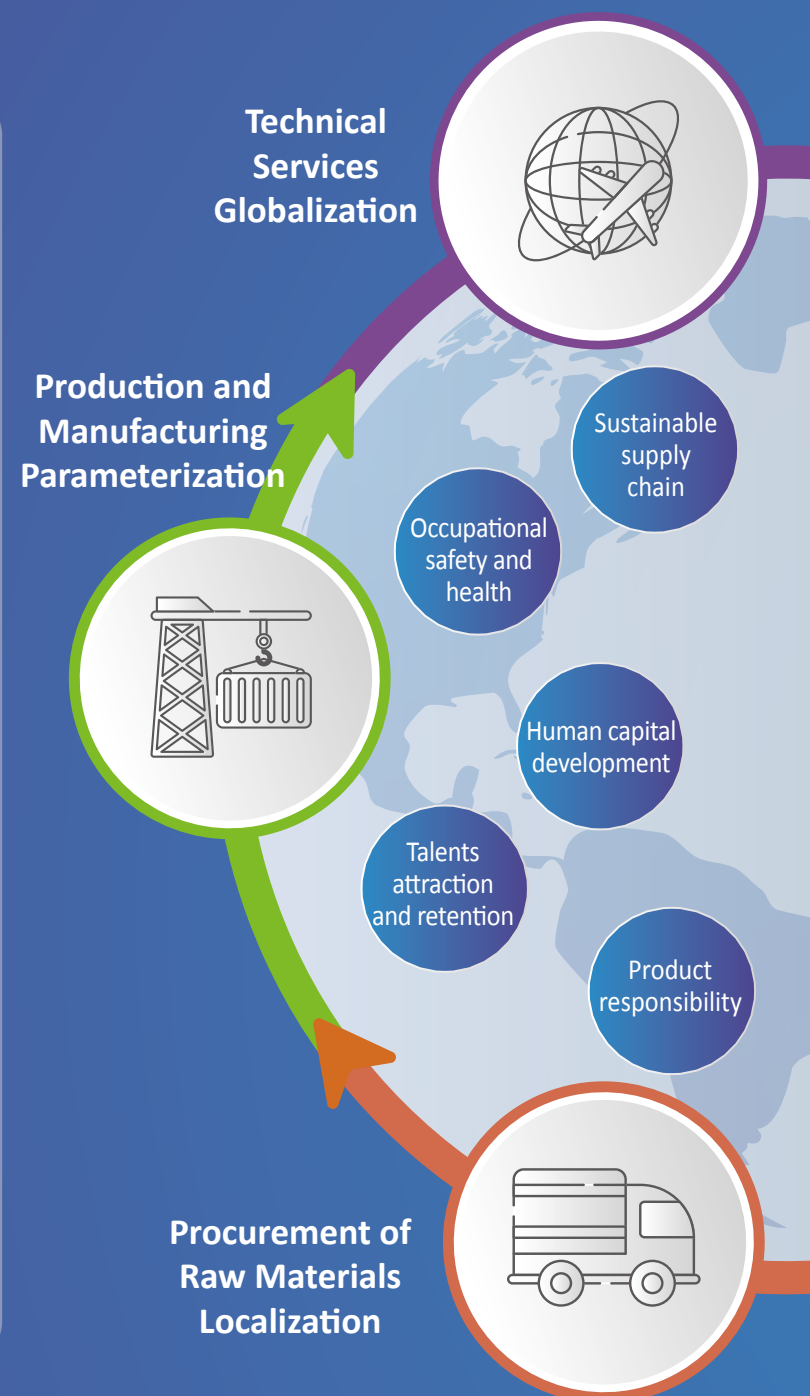 Technical
Services
Globalization
Production and
Manufacturing
Parameterization
Sustainable
supply
chain
Occupational
safety and
health
Human capital
development
Talents
attraction
and retention
Product
responsibility
Procurement of
Raw Materials
Localization